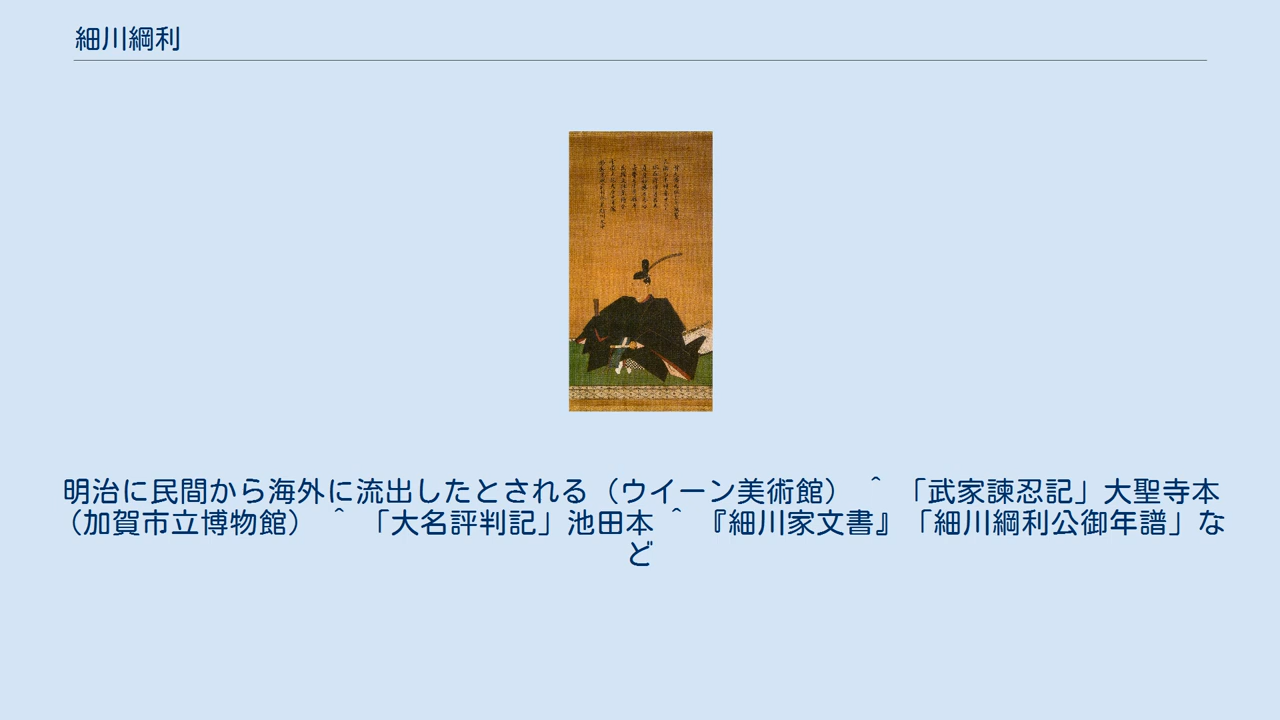 細川綱利
明治に民間から海外に流出したとされる（ウイーン美術館） ＾ 「武家諫忍記」大聖寺本
（加賀市立博物館） ＾ 「大名評判記」池田本 ＾ 『細川家文書』「細川綱利公御年譜」な
ど